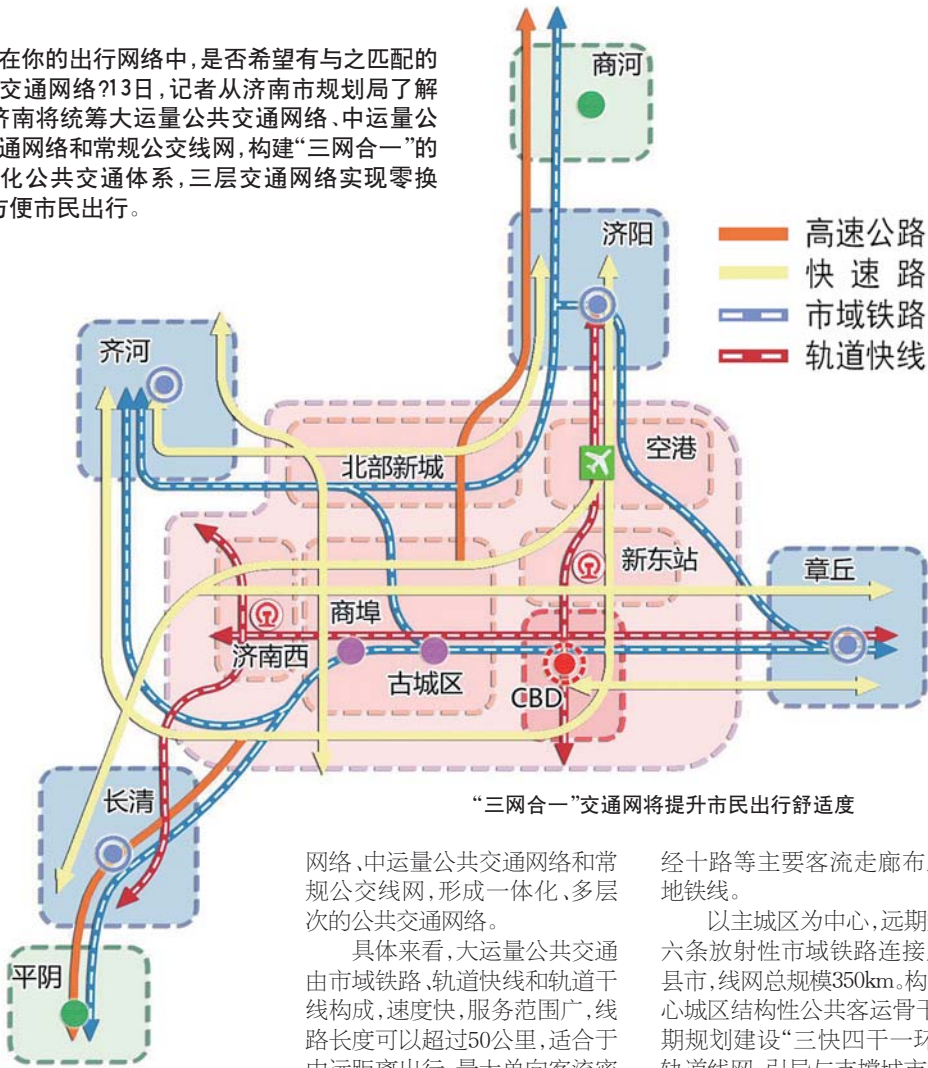 在你的出行网络中,是否希望有与之匹配的
交通网络?13日,记者从济南市规划局了解
济南将统筹大运量公共交通网络、中运量公
通网络和常规公交线网,构建“三网合一”的
化公共交通体系,三层交通网络实现零换
方便市民出行。
商河
济阳
高速公路
快速路
市域铁路
轨道快线
齐河
北部新城
空港
新东站
章丘
商埠
济南西
古城区
CBD
长清
平阴
“三网合一”交通网将提升市民出行舒适度
网络、中运量公共交通网络和常
规公交线网,形成一体化、多层
次的公共交通网络。
具体来看,大运量公共交通
由市域铁路、轨道快线和轨道干
线构成,速度快,服务范围广,线
路长度可以超过50公里,适合于
中远距离出行,最大单向客流密
经十路等主要客流走廊布
地铁线。
以主城区为中心,远期
六条放射性市域铁路连接
县市,线网总规模350km。构
心城区结构性公共客运骨干
期规划建设“三快四干一环
轨道线网,引导与支撑城市